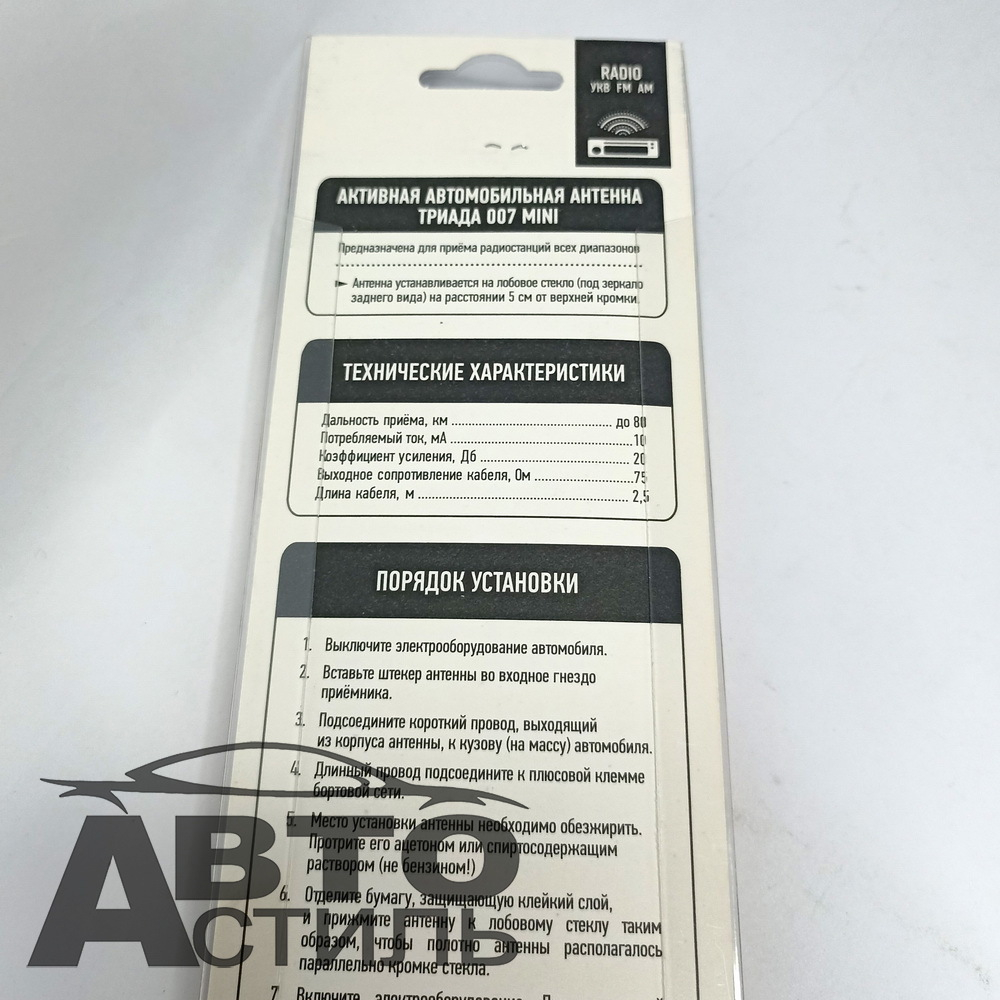 RADIO
УКВ FM AM
АКТИВНАЯ АВТОМОБИЛЬНАЯ АНТЕННА
ТРИАДА 007 MINI
Предназначена для приёма радиостанций всех диапазонов
► Антенна устанавливается на лобовое стекло (под зеркало
заднего вида) на расстоянии 5 см от верхней кромки.
ТЕХНИЧЕСКИЕ ХАРАКТЕРИСТИКИ
Дальность приёма, км ........ до 80
Потребляемый ток, мА ........ 10
Коэффициент усиления, Дб ........ 20
Выходное сопротивление кабеля, Ом ........ 75
Длина кабеля, м ........ 2,5
ПОРЯДОК УСТАНОВКИ
1. Выключите электрооборудование автомобиля.
2. Вставьте штекер антенны во входное гнездо
приёмника.
3. Подсоедините короткий провод, выходящий
из корпуса антенны, к кузову (на массу) автомобиля.
4. Длинный провод подсоедините к плюсовой клемме
бортовой сети.
5. Место установки антенны необходимо обезжирить.
Протрите его ацетоном или спиртосодержащим
раствором (не бензином!)
6. Отделите бумагу, защищающую клейкий слой,
и прижмите антенну к лобовому стеклу таким
образом, чтобы полотно антенны располагалось
параллельно кромке стекла.
7. Включите электрооборудование.
АВТО
СТИЛЬ